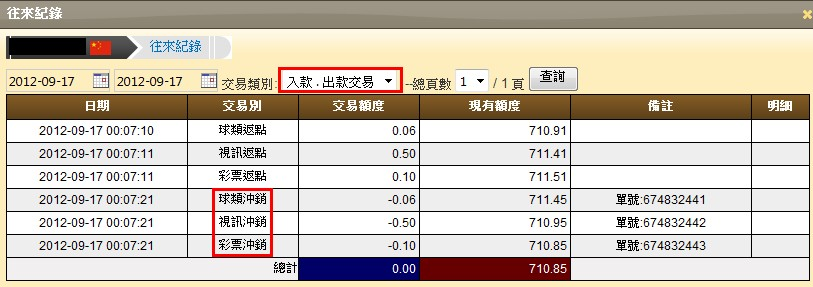 往來紀錄
往來紀錄
2012-09-17 2012-09-17 交易類別: 入款 . 出款交易 --總頁數 1 / 1 頁 查詢
日期 交易別 交易額度 現有額度 備註 明細
2012-09-17 00:07:10 球類返點 0.06 710.91
2012-09-17 00:07:11 視訊返點 0.50 711.41
2012-09-17 00:07:11 彩票返點 0.10 711.51
2012-09-17 00:07:21 球類沖銷 -0.06 711.45 單號:674832441
2012-09-17 00:07:21 視訊沖銷 -0.50 710.95 單號:674832442
2012-09-17 00:07:21 彩票沖銷 -0.10 710.85 單號:674832443
總計 0.00 710.85